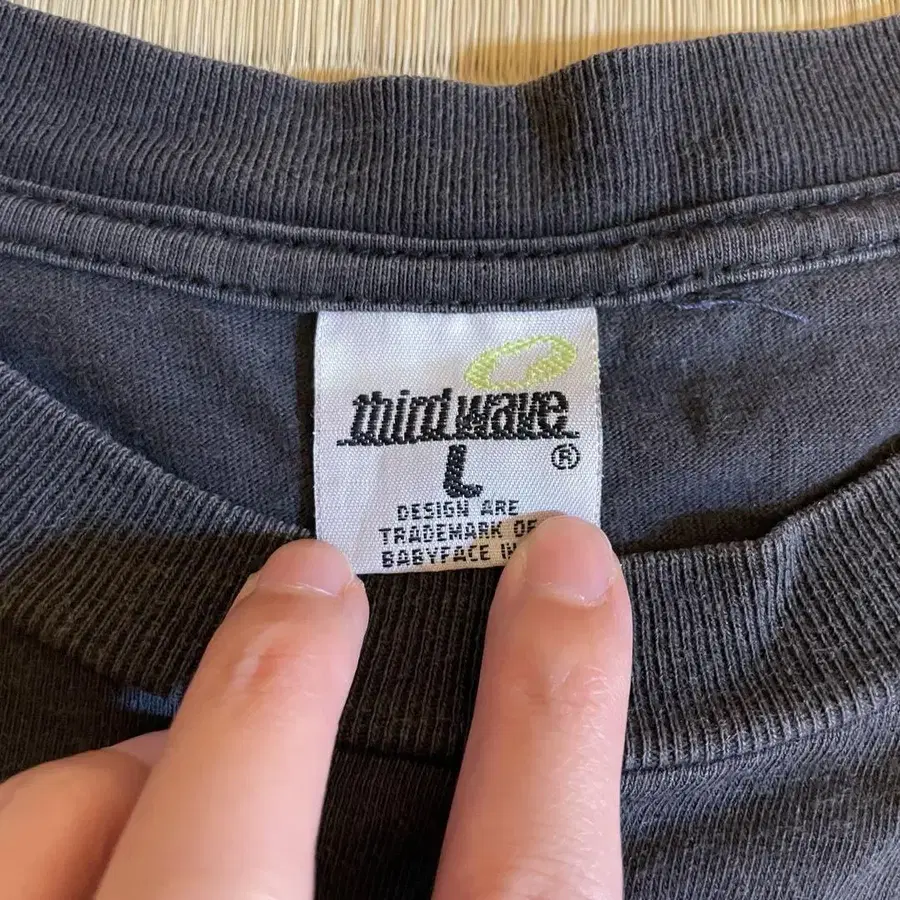 third wave
L ®
DESIGN ARE
TRADEMARK OF
BABYFACE